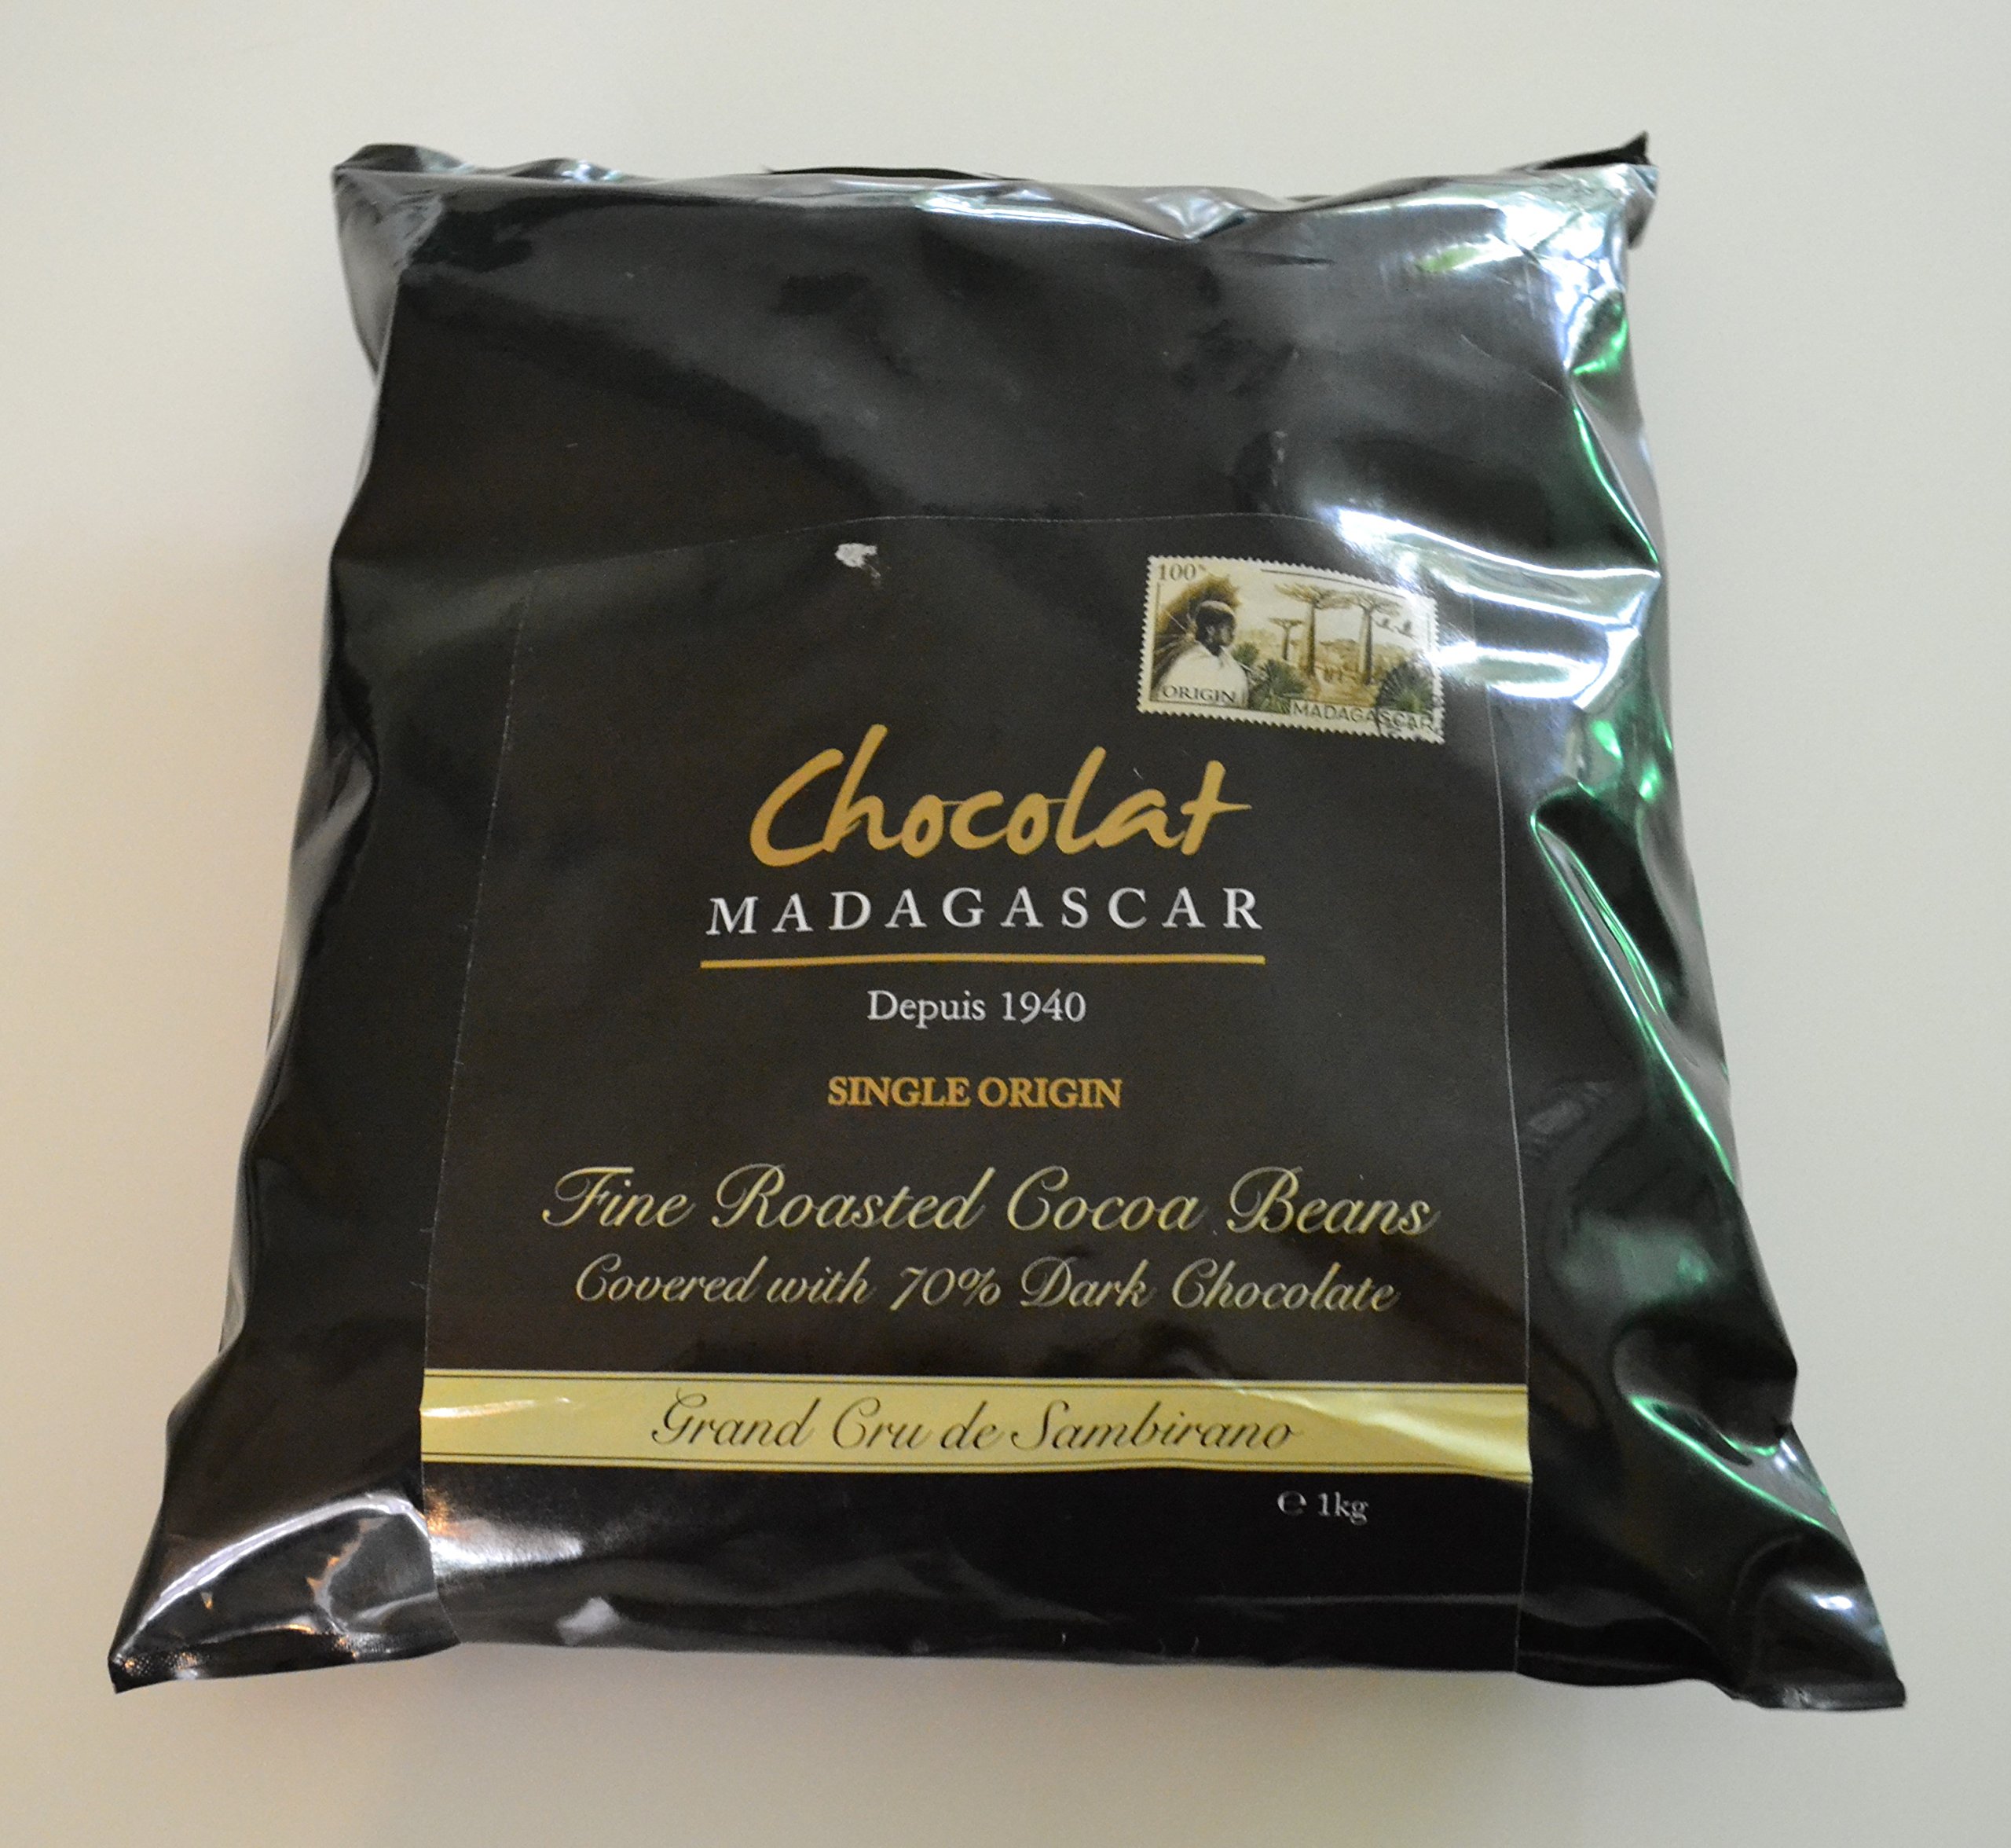 100%
ORIGIN
MADAGASCAR
Chocolat
MADAGASCAR
Depuis 1940
SINGLE ORIGIN
Fine Roasted Cocoa Beans
Covered with 70% Dark Chocolate
Grand Cru de Sambirano
℮ 1kg